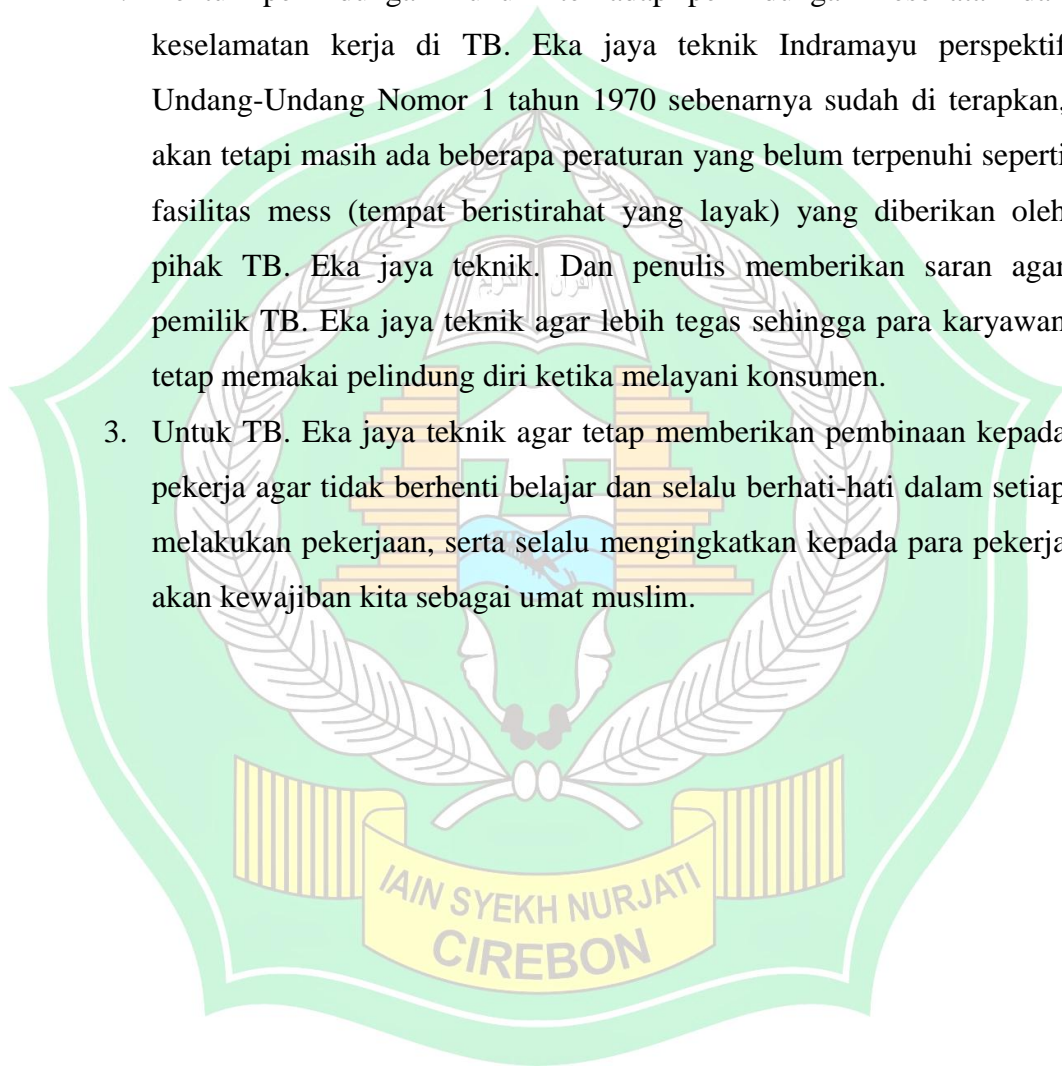 keselamatan kerja di TB. Eka jaya teknik Indramayu perspektif
Undang-Undang Nomor 1 tahun 1970 sebenarnya sudah di terapkan,
akan tetapi masih ada beberapa peraturan yang belum terpenuhi seperti
fasilitas mess (tempat beristirahat yang layak) yang diberikan oleh
pihak TB. Eka jaya teknik. Dan penulis memberikan saran agar
pemilik TB. Eka jaya teknik agar lebih tegas sehingga para karyawan
tetap memakai pelindung diri ketika melayani konsumen.
3. Untuk TB. Eka jaya teknik agar tetap memberikan pembinaan kepada
pekerja agar tidak berhenti belajar dan selalu berhati-hati dalam setiap
melakukan pekerjaan, serta selalu mengingkatkan kepada para pekerja
akan kewajiban kita sebagai umat muslim.
IAIN SYEKH NURJATI
CIREBON